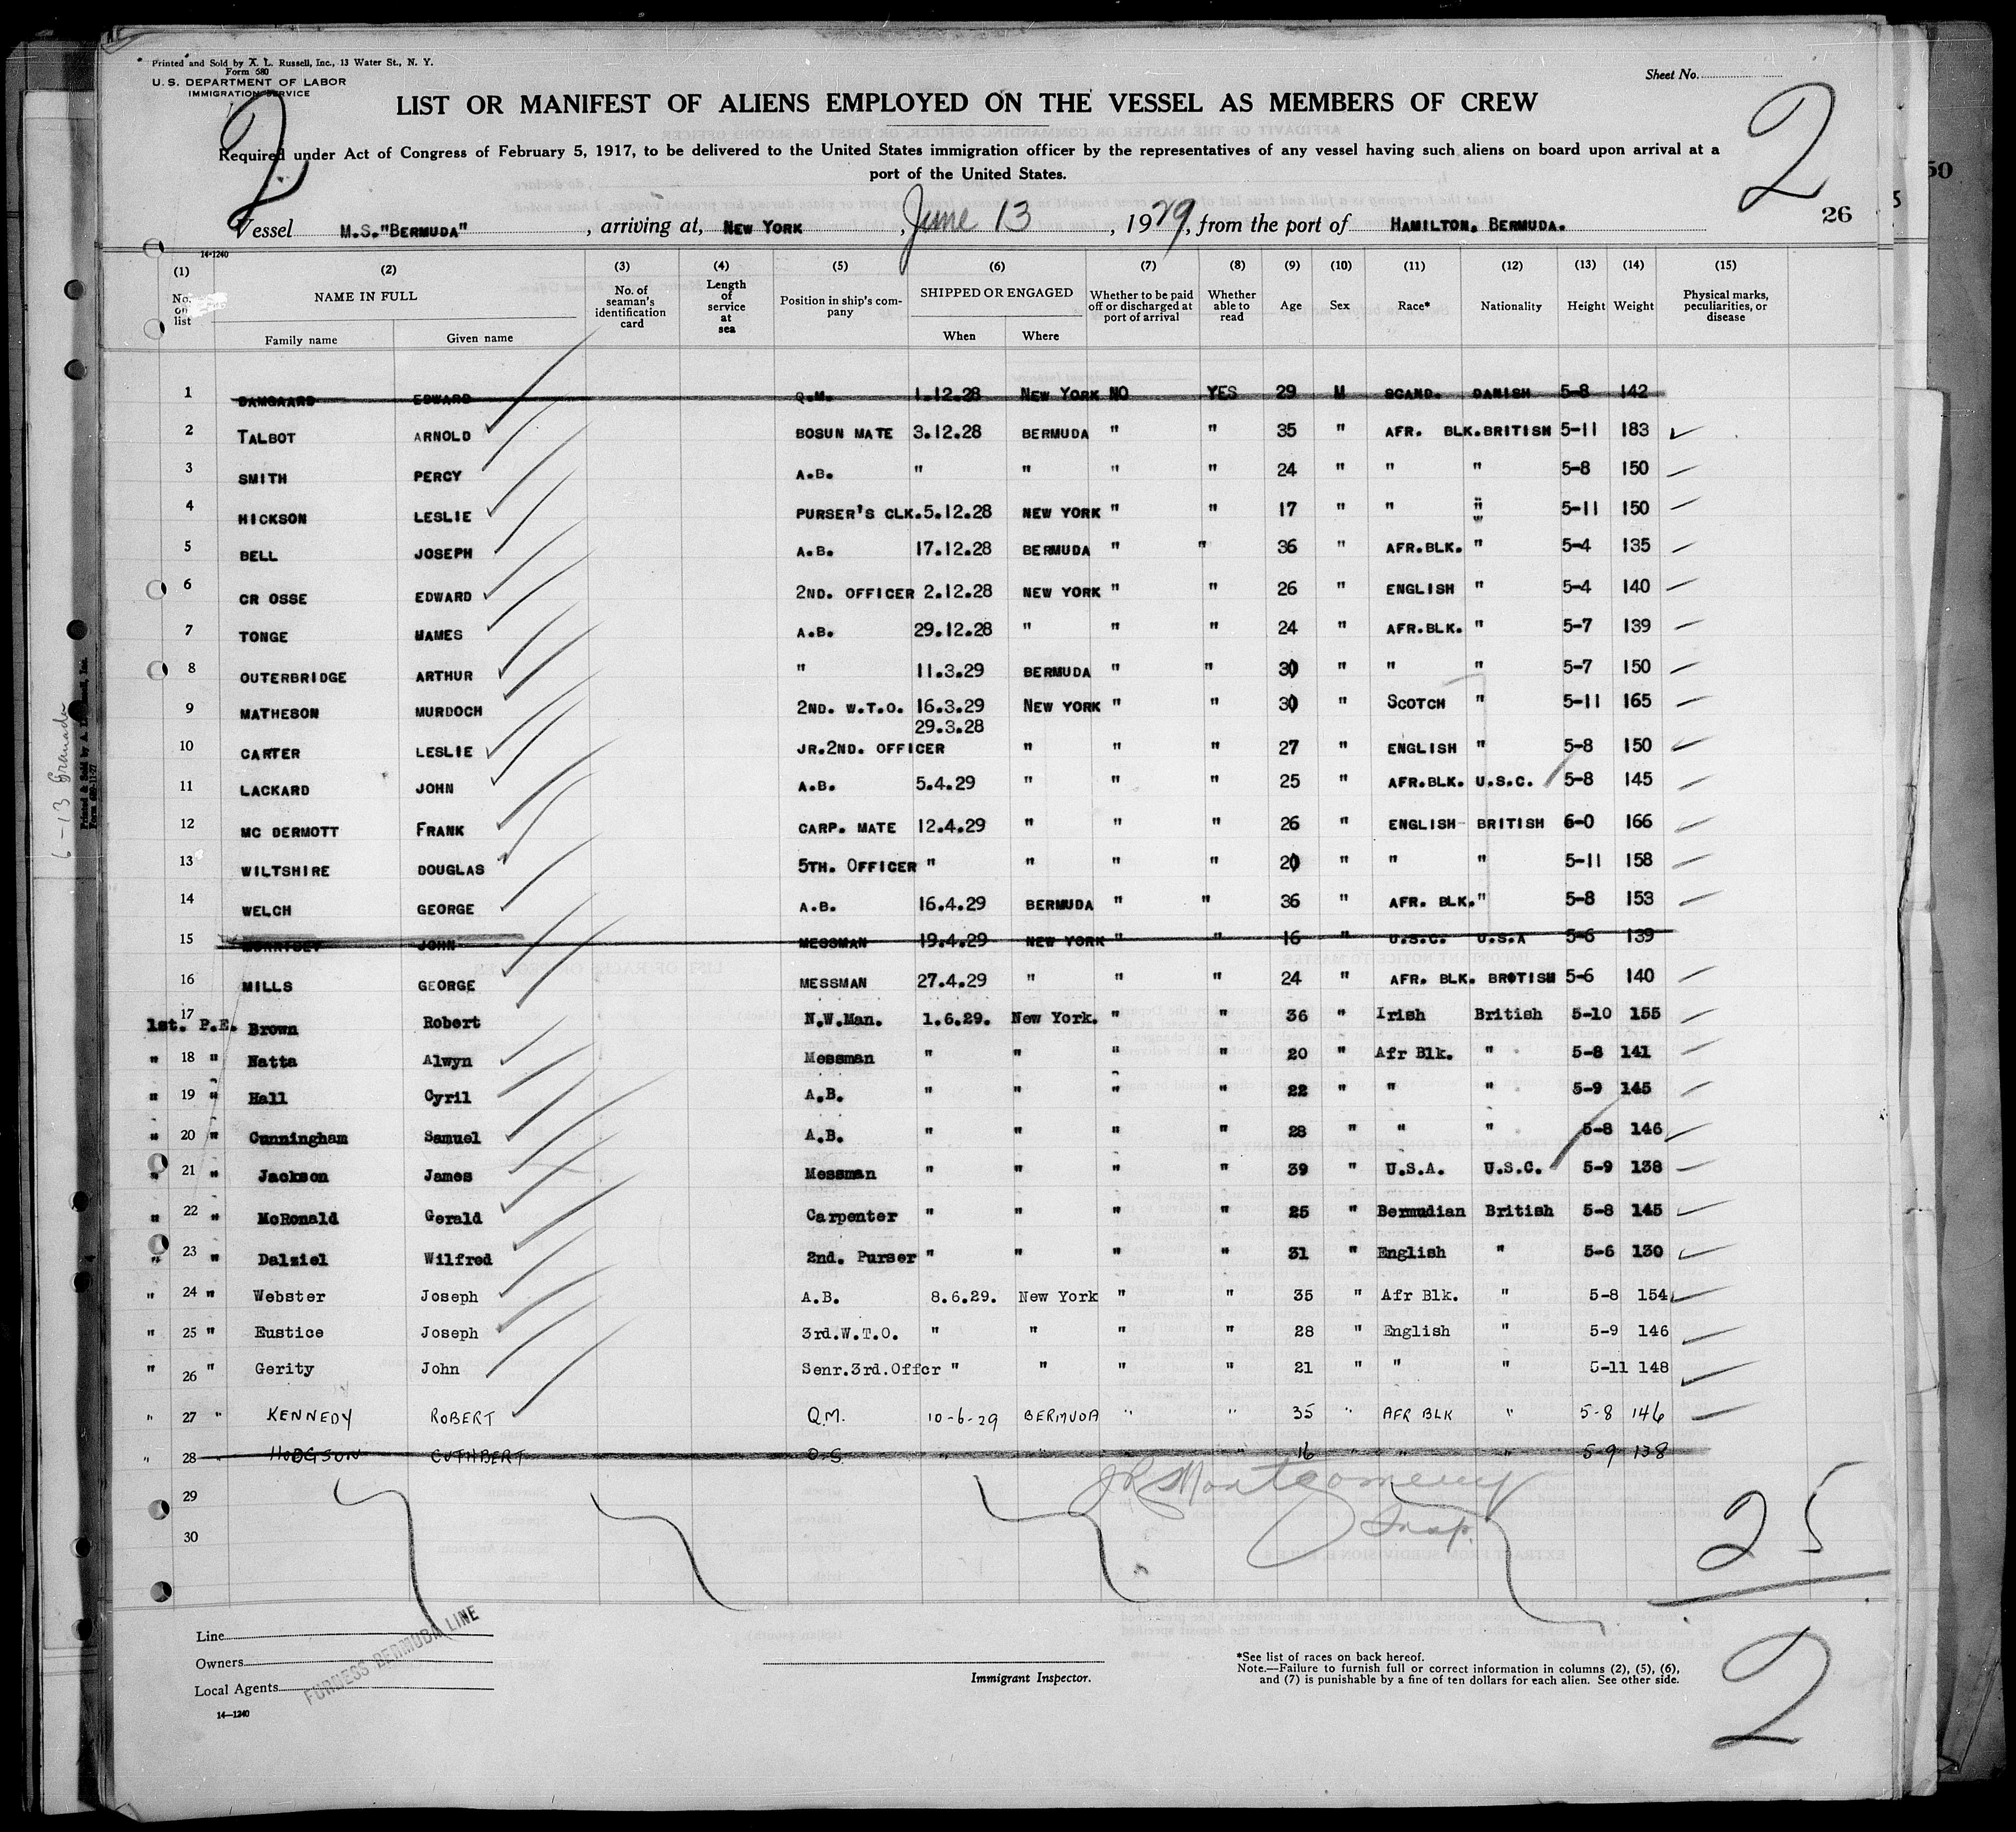 Printed and Sold by A. L. Russell, Inc., 13 Water St., N. Y.
Form 680
U. S. DEPARTMENT OF LABOR
IMMIGRATION SERVICE
Sheet No.
2
2
LIST OR MANIFEST OF ALIENS EMPLOYED ON THE VESSEL AS MEMBERS OF CREW
Required under Act of Congress of February 5, 1917, to be delivered to the United States immigration officer by the representatives of any vessel having such aliens on board upon arrival at a
port of the United States.
26
Vessel M.S."BERMUDA", arriving at, NEW YORK, June 13, 1929, from the port of HAMILTON, BERMUDA.
14-1240
(1) (2) (3) (4) (5) (6) (7) (8) (9) (10) (11) (12) (13) (14) (15)
No. on list NAME IN FULL Family name Given name No. of seaman's identification card Length of service at sea Position in ship's company SHIPPED OR ENGAGED When Where Whether to be paid off or discharged at port of arrival Whether able to read Age Sex Race* Nationality Height Weight Physical marks, peculiarities, or disease
1 DAMGAARD EDWARD Q.M. 1.12.28 NEW YORK NO YES 29 M SCAND. DANISH 5-8 142
2 TALBOT ARNOLD BOSUN MATE 3.12.28 BERMUDA " " 35 " AFR. BLK. BRITISH 5-11 183
3 SMITH PERCY A.B. " " " " 24 " " " 5-8 150
4 HICKSON LESLIE PURSER'S CLK. 5.12.28 NEW YORK " " 17 " " " 5-11 150
5 BELL JOSEPH A.B. 17.12.28 BERMUDA " " 36 " AFR.BLK. " 5-4 135
6 CR OSSE EDWARD 2ND. OFFICER 2.12.28 NEW YORK " " 26 " ENGLISH " 5-4 140
7 TONGE HAMES A.B. 29.12.28 " " " 24 " AFR.BLK. " 5-7 139
8 OUTERBRIDGE ARTHUR " 11.3.29 BERMUDA " " 30 " " " 5-7 150
9 MATHESON MURDOCH 2ND. W.T.O. 16.3.29 NEW YORK " " 30 " SCOTCH " 5-11 165
10 CARTER LESLIE JR.2ND. OFFICER 29.3.28 " " " 27 " ENGLISH " 5-8 150
11 LACKARD JOHN A.B. 5.4.29 " " " 25 " AFR.BLK. U.S.C. 5-8 145
12 MC DERMOTT FRANK CARP. MATE 12.4.29 " " " 26 " ENGLISH BRITISH 6-0 166
13 WILTSHIRE DOUGLAS 5TH. OFFICER " " " " 20 " " " 5-11 158
14 WELCH GEORGE A.B. 16.4.29 BERMUDA " " 36 " AFR. BLK. " 5-8 153
15 JOHN MESSMAN 19.4.29 NEW YORK " " 16 " U.S.C. U.S.A 5-6 139
16 MILLS GEORGE MESSMAN 27.4.29 " " " 24 " AFR. BLK. BROTISH 5-6 140
1st. P.E. 17 Brown Robert N.W.Man. 1.6.29. New York. " " 36 " Irish British 5-10 155
" 18 " Natta Alwyn Messman " " " " 20 " Afr Blk. " 5-8 141
" 19 " Hall Cyril A.B. " " " " 22 " " " 5-9 145
" 20 " Cunningham Samuel A.B. " " " " 28 " " " 5-8 146
" 21 " Jackson James Messman " " " " 39 " U.S.A. U.S.C. 5-9 138
" 22 " McRonald Gerald Carpenter " " " " 25 " Bermudian British 5-8 145
" 23 " Dalziel Wilfred 2nd. Purser " " " " 31 " English " 5-6 130
" 24 " Webster Joseph A.B. 8.6.29. New York " " 35 " Afr Blk. " 5-8 154
" 25 " Eustice Joseph 3rd.W.T.O. " " " " 28 " English " 5-9 146
" 26 " Gerity John Senr.3rd.Offcr " " " " 21 " " " 5-11 148
" 27 " KENNEDY ROBERT Q.M. 10-6-29 BERMUDA " " 35 " AFR BLK " 5-8 146
" 28 HODGSON CUTHBERT O.S. " " " " 16 " " " 5-9 138
29
30
JR Montgomery
Insp.
25
2
Line
Owners
Local Agents
FURNESS BERMUDA LINE
14—1240
Immigrant Inspector.
*See list of races on back hereof.
Note.—Failure to furnish full or correct information in columns (2), (5), (6),
and (7) is punishable by a fine of ten dollars for each alien. See other side.
6-13 Granada